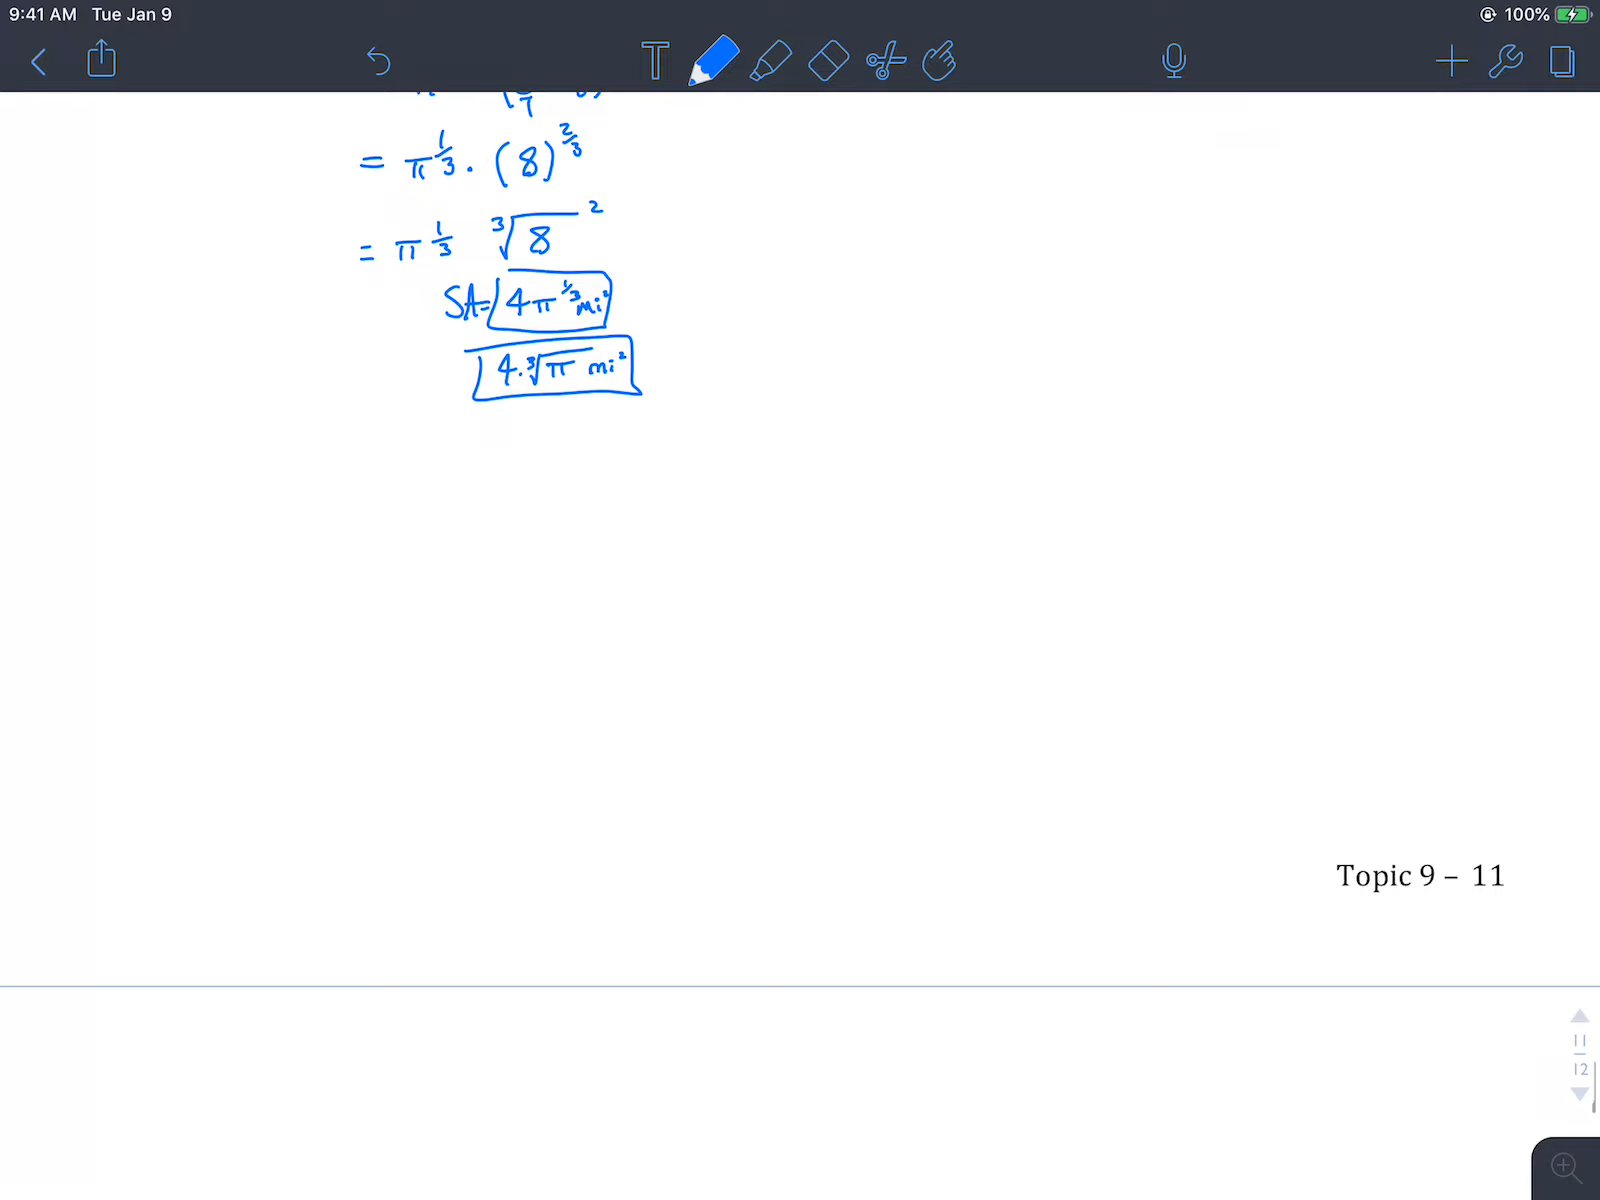 9:41 AM Tue Jan 9 100%
T
= π^(1/3) · (8)^(2/3)
= π^(1/3) ∛8 ²
SA = 4π^(1/3) mi²
4·∛π mi²
Topic 9 – 11
11
12